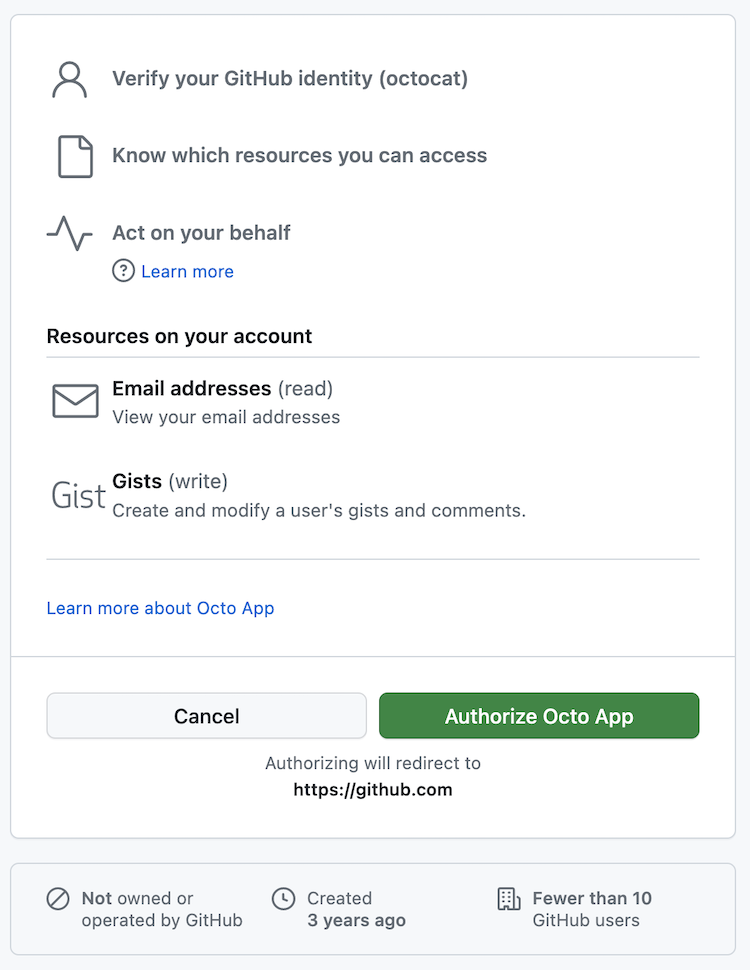 Verify your GitHub identity (octocat)
Know which resources you can access
Act on your behalf
? Learn more
Resources on your account
Email addresses (read)
View your email addresses
Gist
Gists (write)
Create and modify a user's gists and comments.
Learn more about Octo App
Cancel
Authorize Octo App
Authorizing will redirect to
https://github.com
Not owned or
operated by GitHub
Created
3 years ago
Fewer than 10
GitHub users